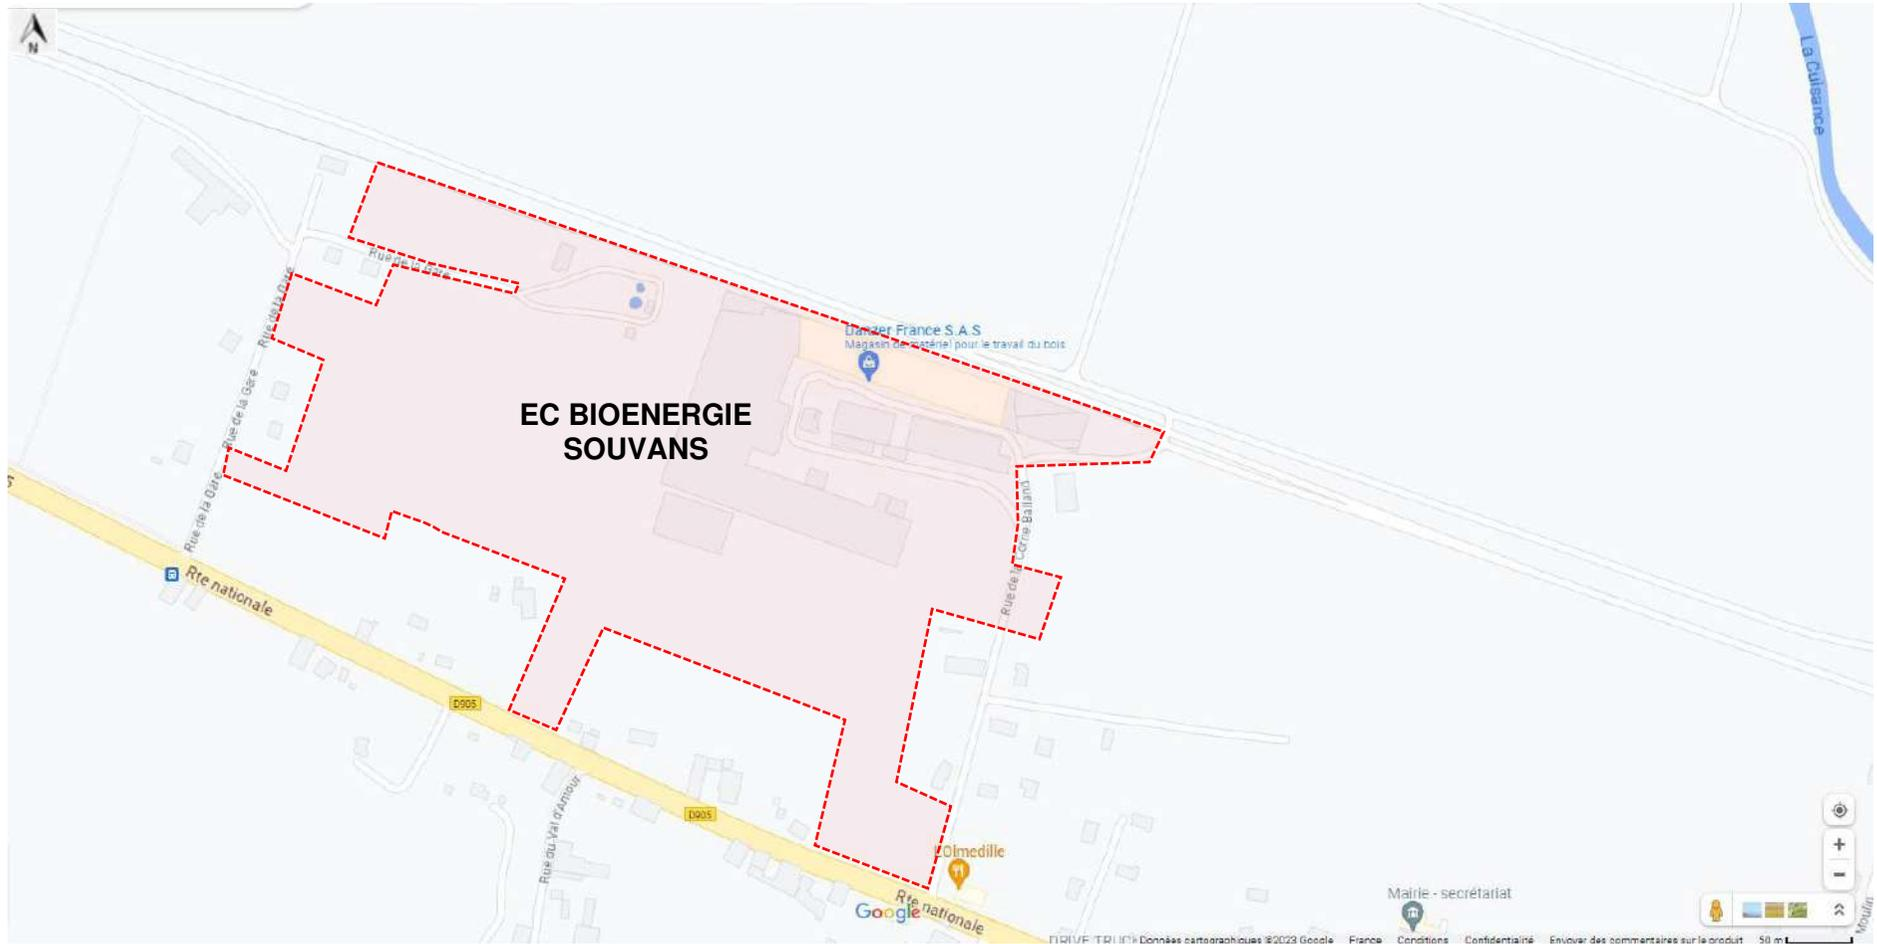 N
La Cuisance
Rue de la Gare
Rue de la Gare
Danzer France S.A.S
Magasin de matériel pour le travail du bois
Rue de la Gare
EC BIOENERGIE
SOUVANS
Rue de la Gare
Rue de la Corne Balland
Rte nationale
D905
D905
Rue du Val d'Amour
L'Olmedille
Rte nationale
Mairie - secrétariat
Google
Données cartographiques ©2023 Google France Conditions Confidentialité Envoyer des commentaires sur le produit 50 m
Moulin